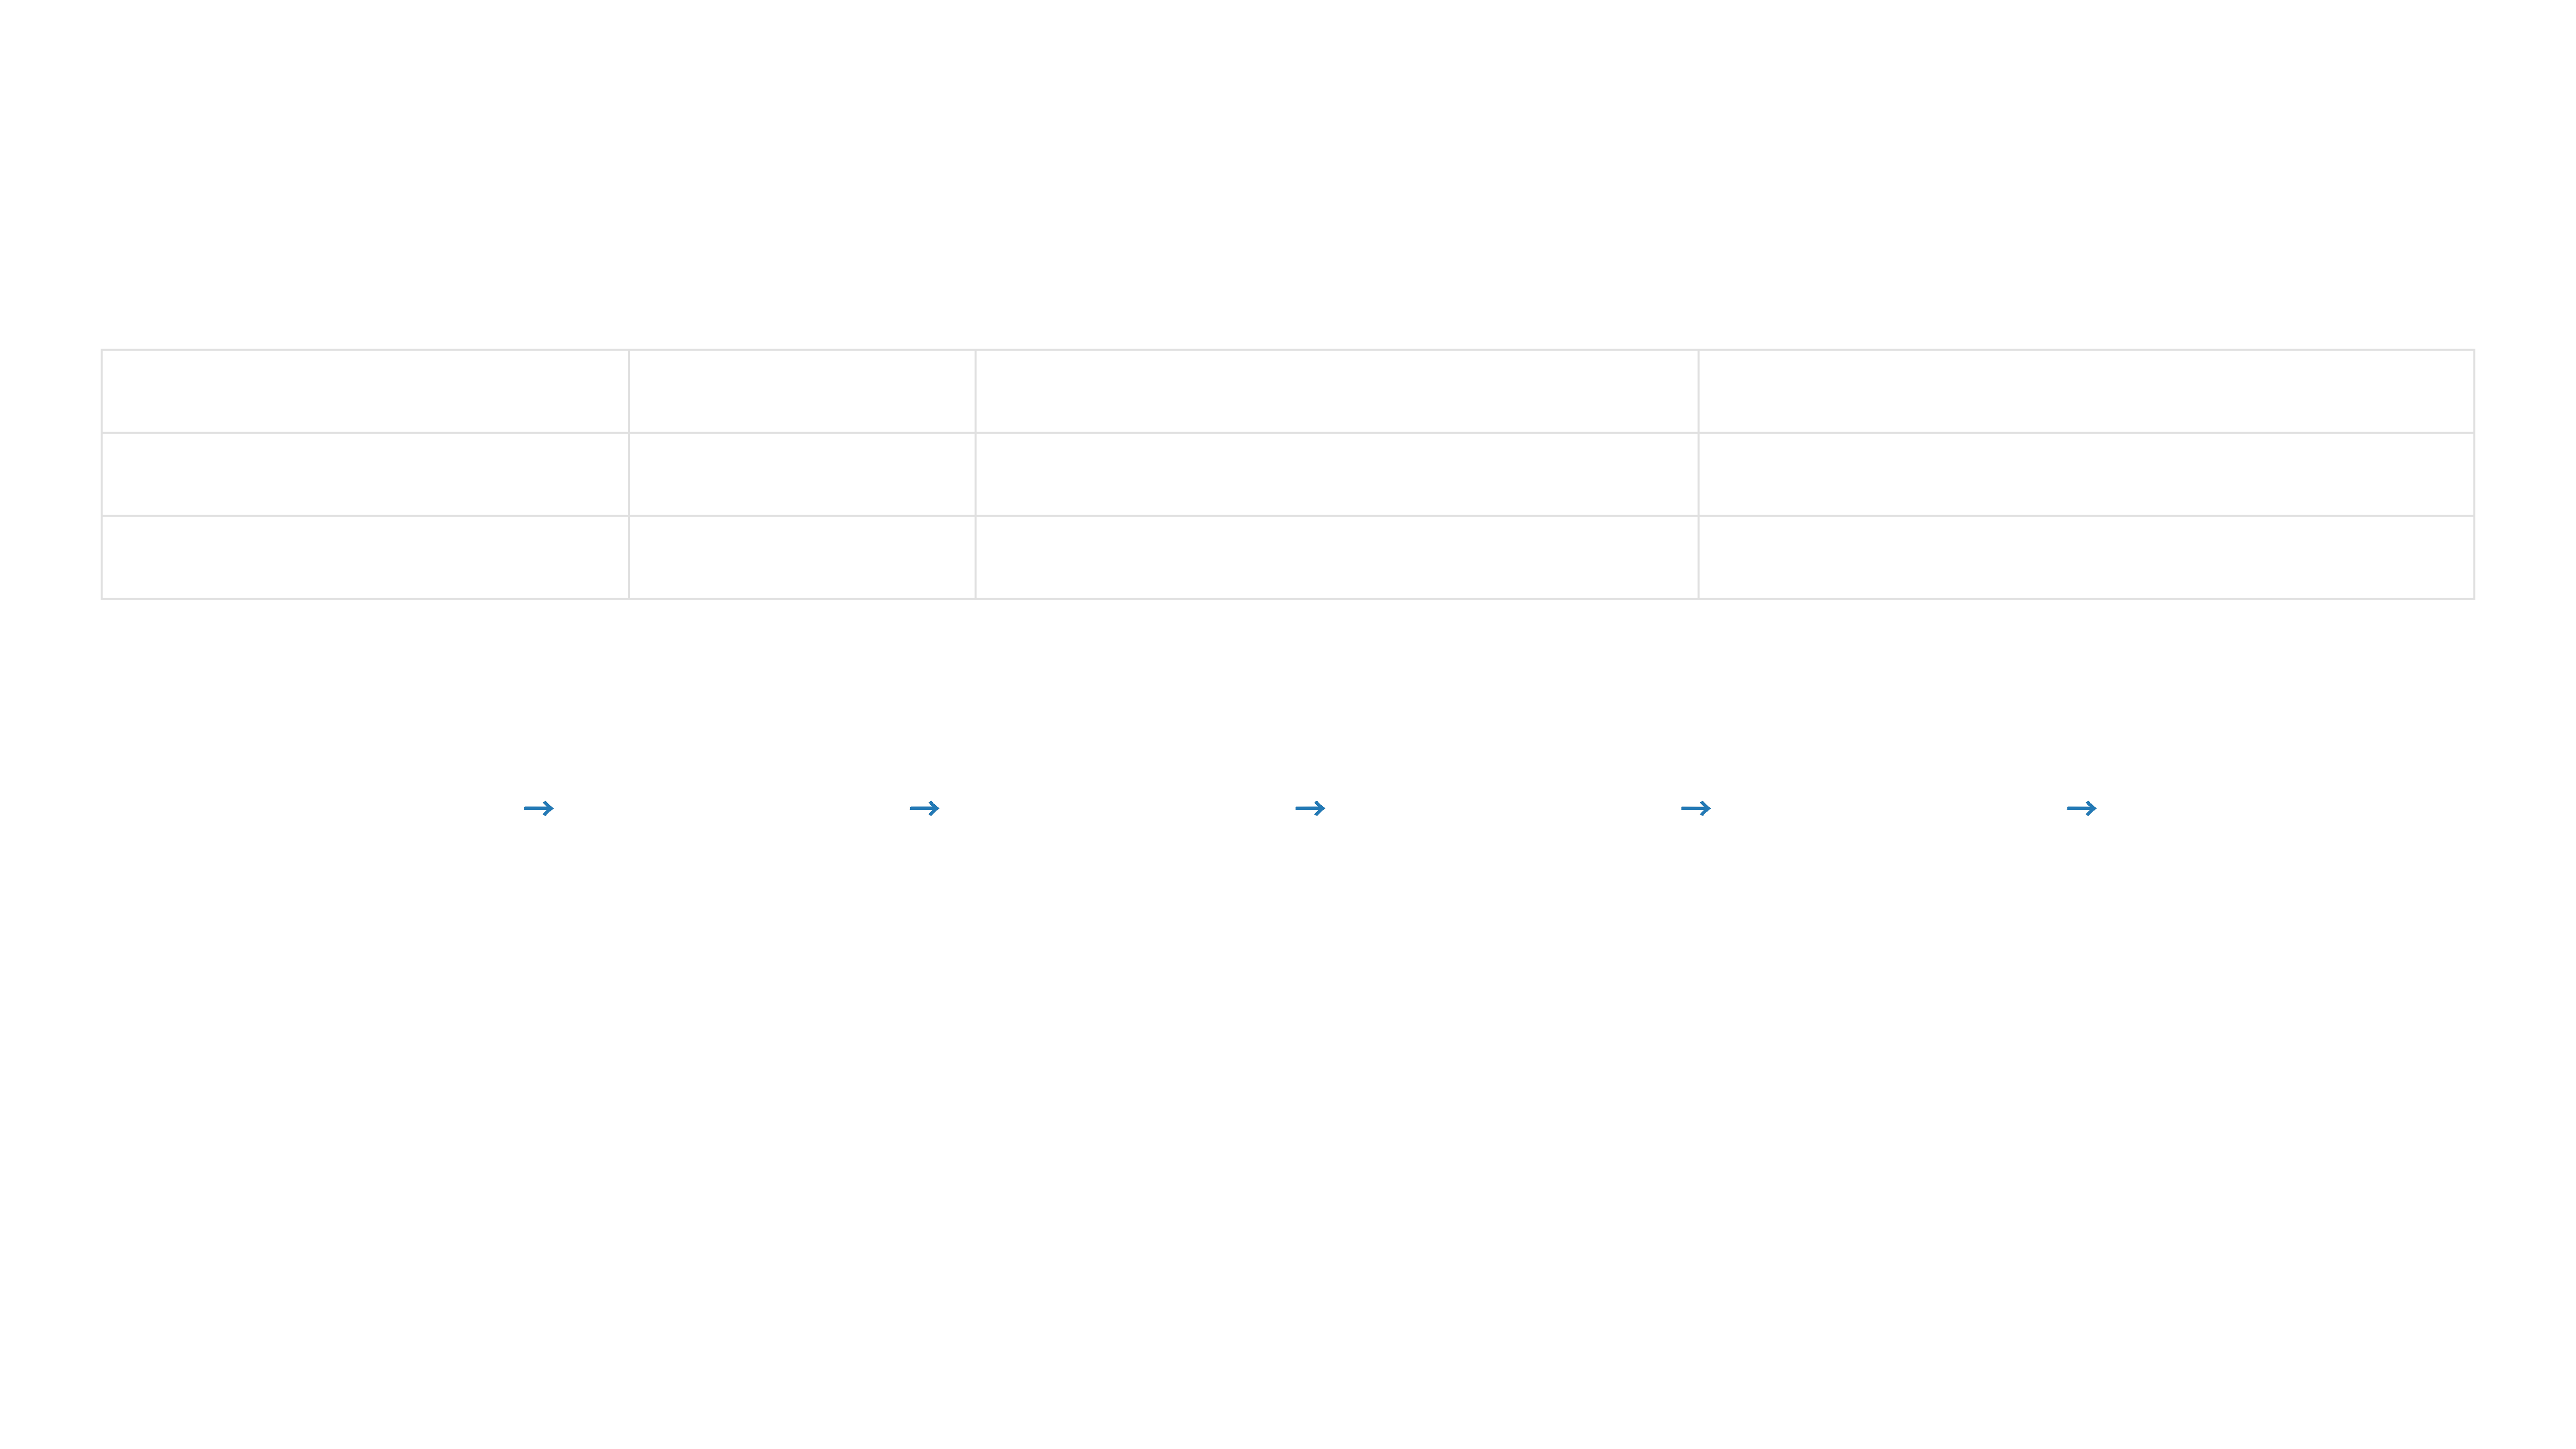 → → → → →